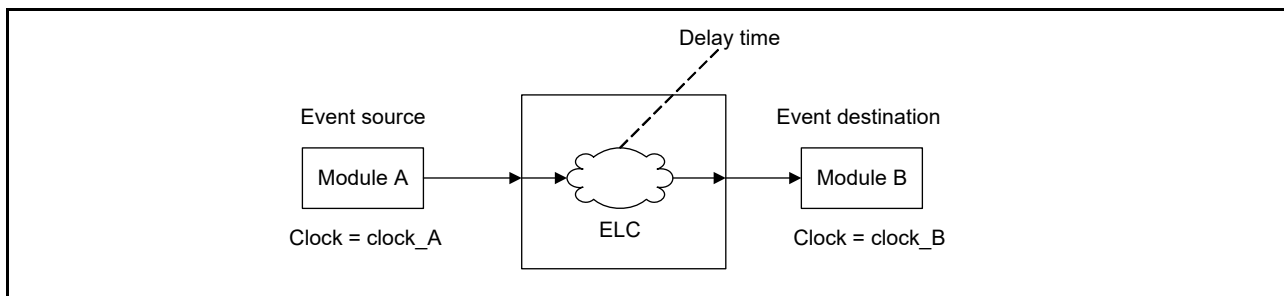 Delay time
Event source
Event destination
Module A
Module B
ELC
Clock = clock_A
Clock = clock_B